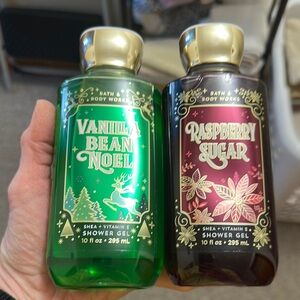 BATH &
BODY WORKS
VANILLA
BEAN
NOEL
SHEA + VITAMIN E
SHOWER GEL
10 fl oz • 295 mL
BATH &
BODY WORKS
RASPBERRY
SUGAR
SHEA + VITAMIN E
SHOWER GEL
10 fl oz • 295 mL